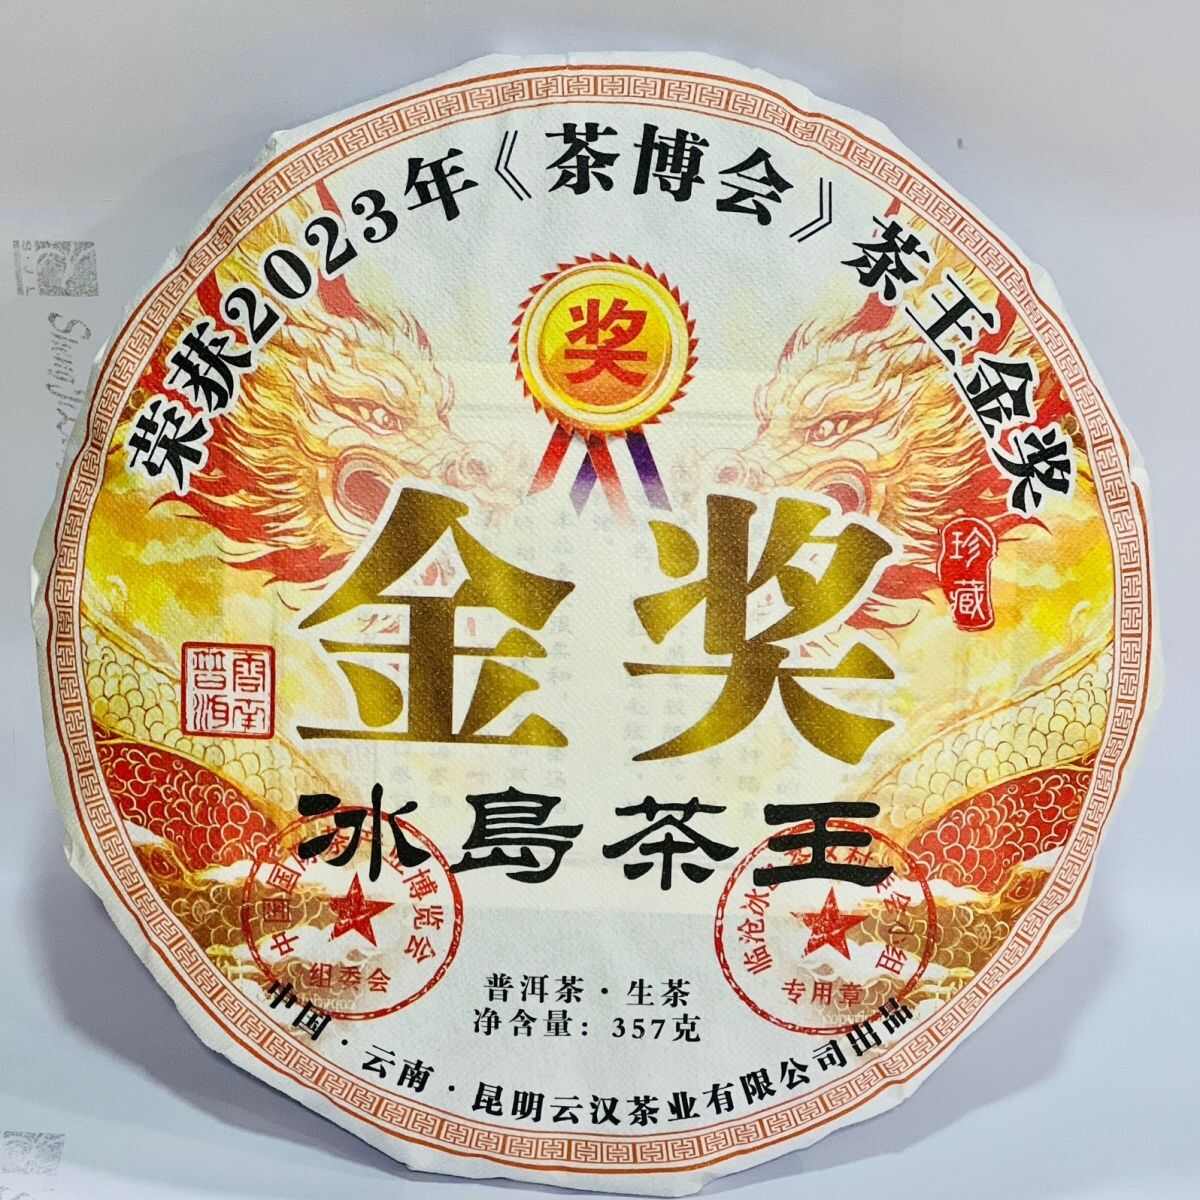 荣获2023年《茶博会》茶王金奖
奖
金奖
珍藏
云南
普洱
冰島茶王
组委会
专用章
普洱茶·生茶
净含量：357克
中国·云南·昆明云汉茶业有限公司出品